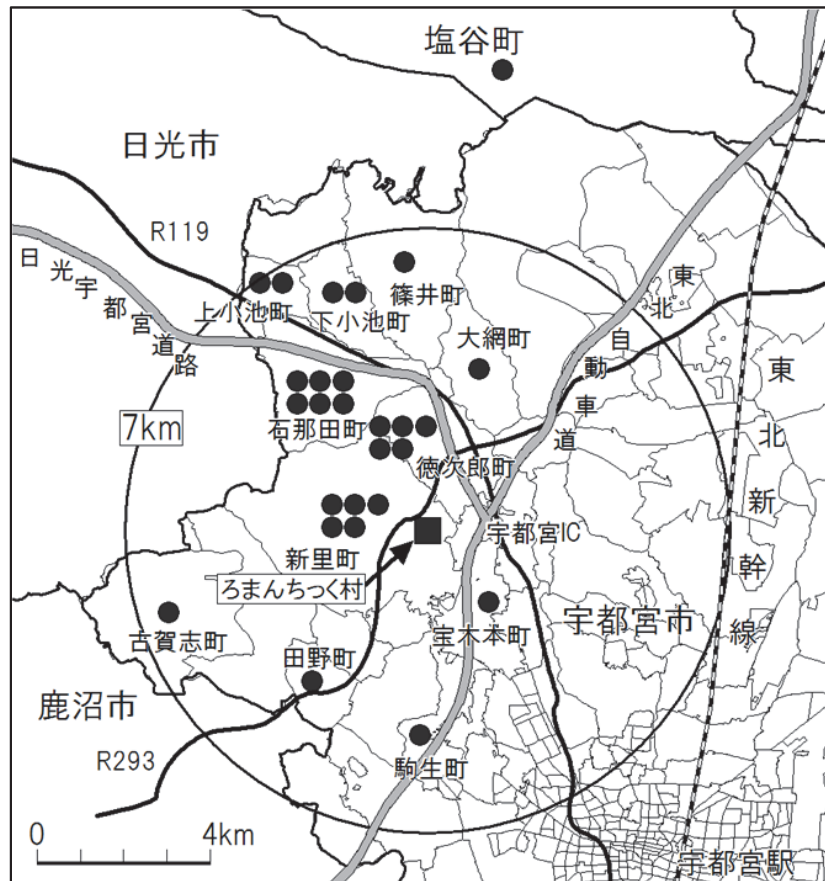 塩谷町
日光市
R119
日光宇都宮道路
上小池町
下小池町
篠井町
大網町
東北自動車道
東北新幹線
7km
石那田町
徳次郎町
新里町
宇都宮IC
ろまんちっく村
古賀志町
宝木本町
宇都宮市
田野町
鹿沼市
駒生町
R293
0 4km
宇都宮駅